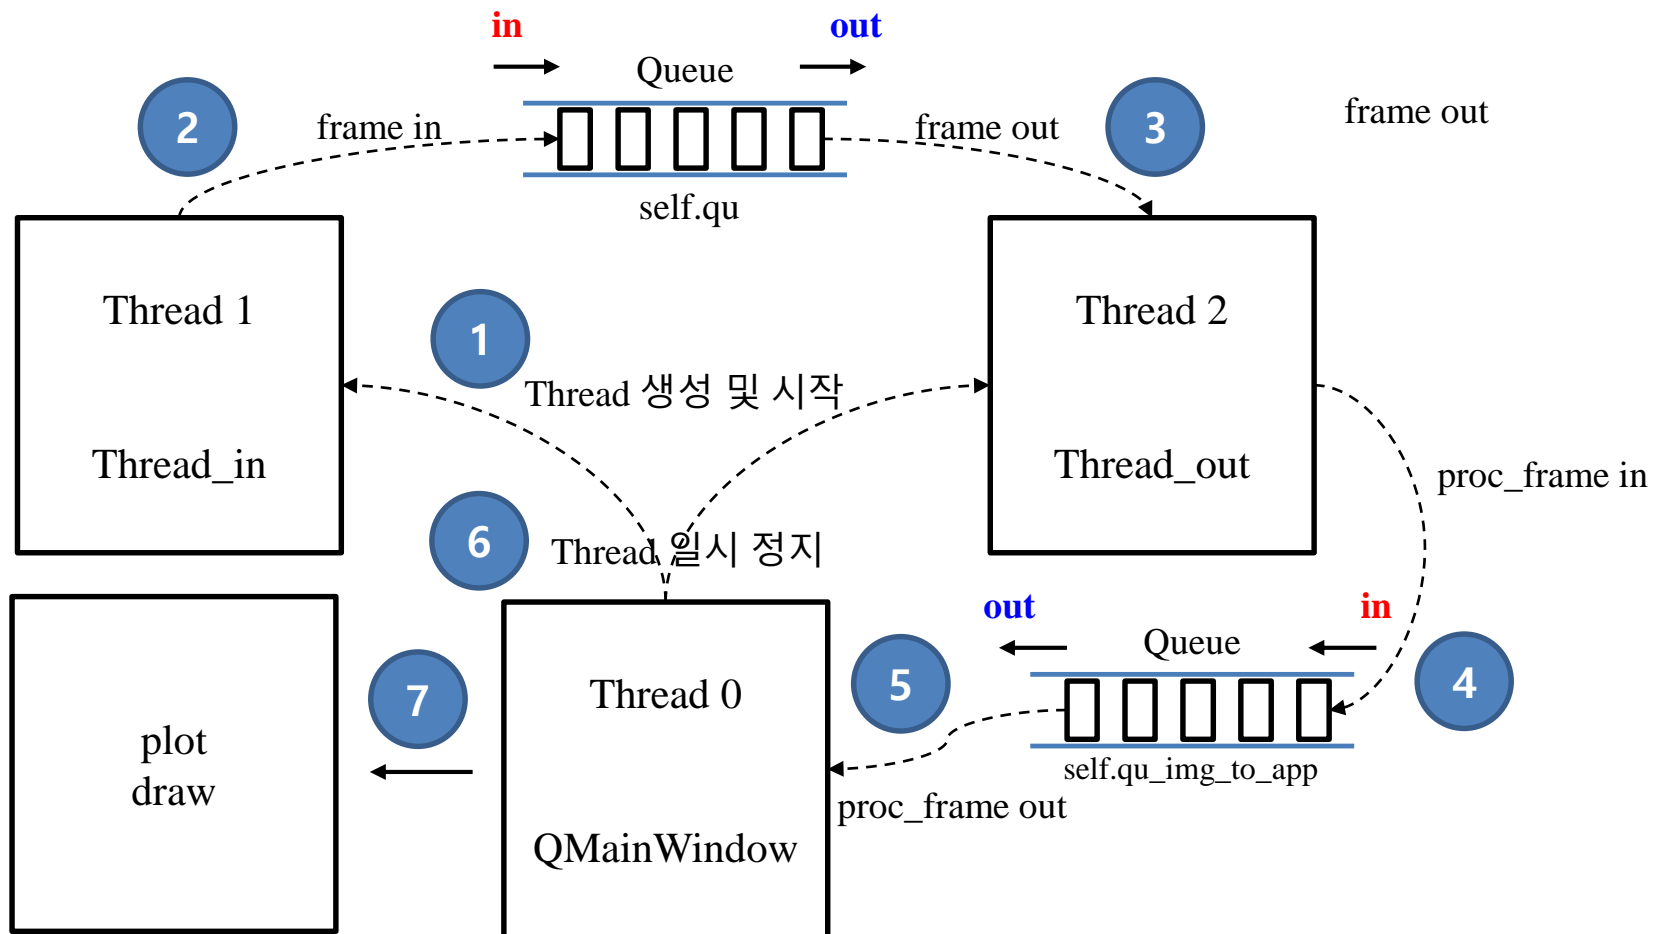 in
out
Queue
2
frame in
frame out
3
frame out
self.qu
Thread 1
Thread_in
1
Thread 생성 및 시작
Thread 2
Thread_out
proc_frame in
6
Thread 일시 정지
plot
draw
7
Thread 0
QMainWindow
5
out
in
Queue
4
self.qu_img_to_app
proc_frame out